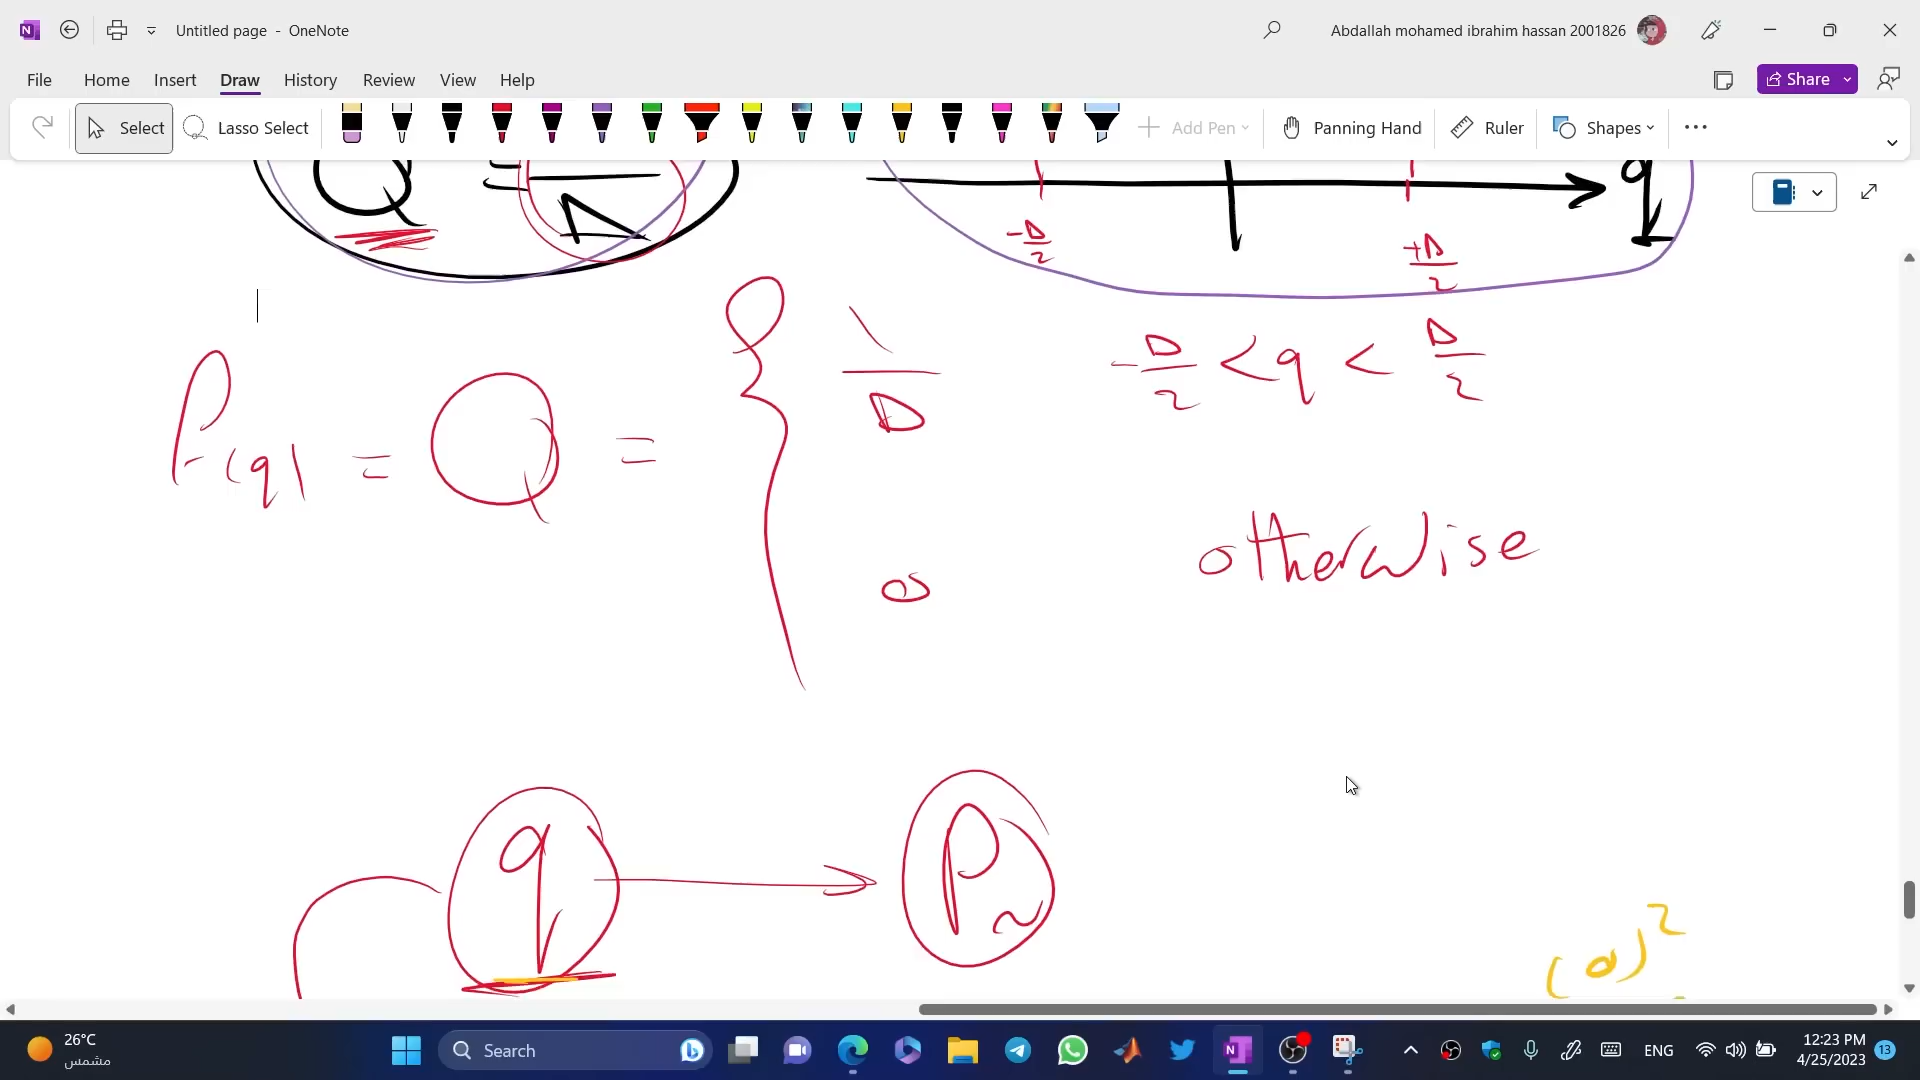 Untitled page - OneNote
Abdallah mohamed ibrahim hassan 2001826
File Home Insert Draw History Review View Help
Share
Select Lasso Select Add Pen Panning Hand Ruler Shapes
Q = Δ q
-Δ/2 +Δ/2
P(q) = Q = { 1/Δ -Δ/2 < q < Δ/2
0 otherwise
q → Pn
(a)²
26°C
مشمس
Search
ENG
12:23 PM
4/25/2023
13